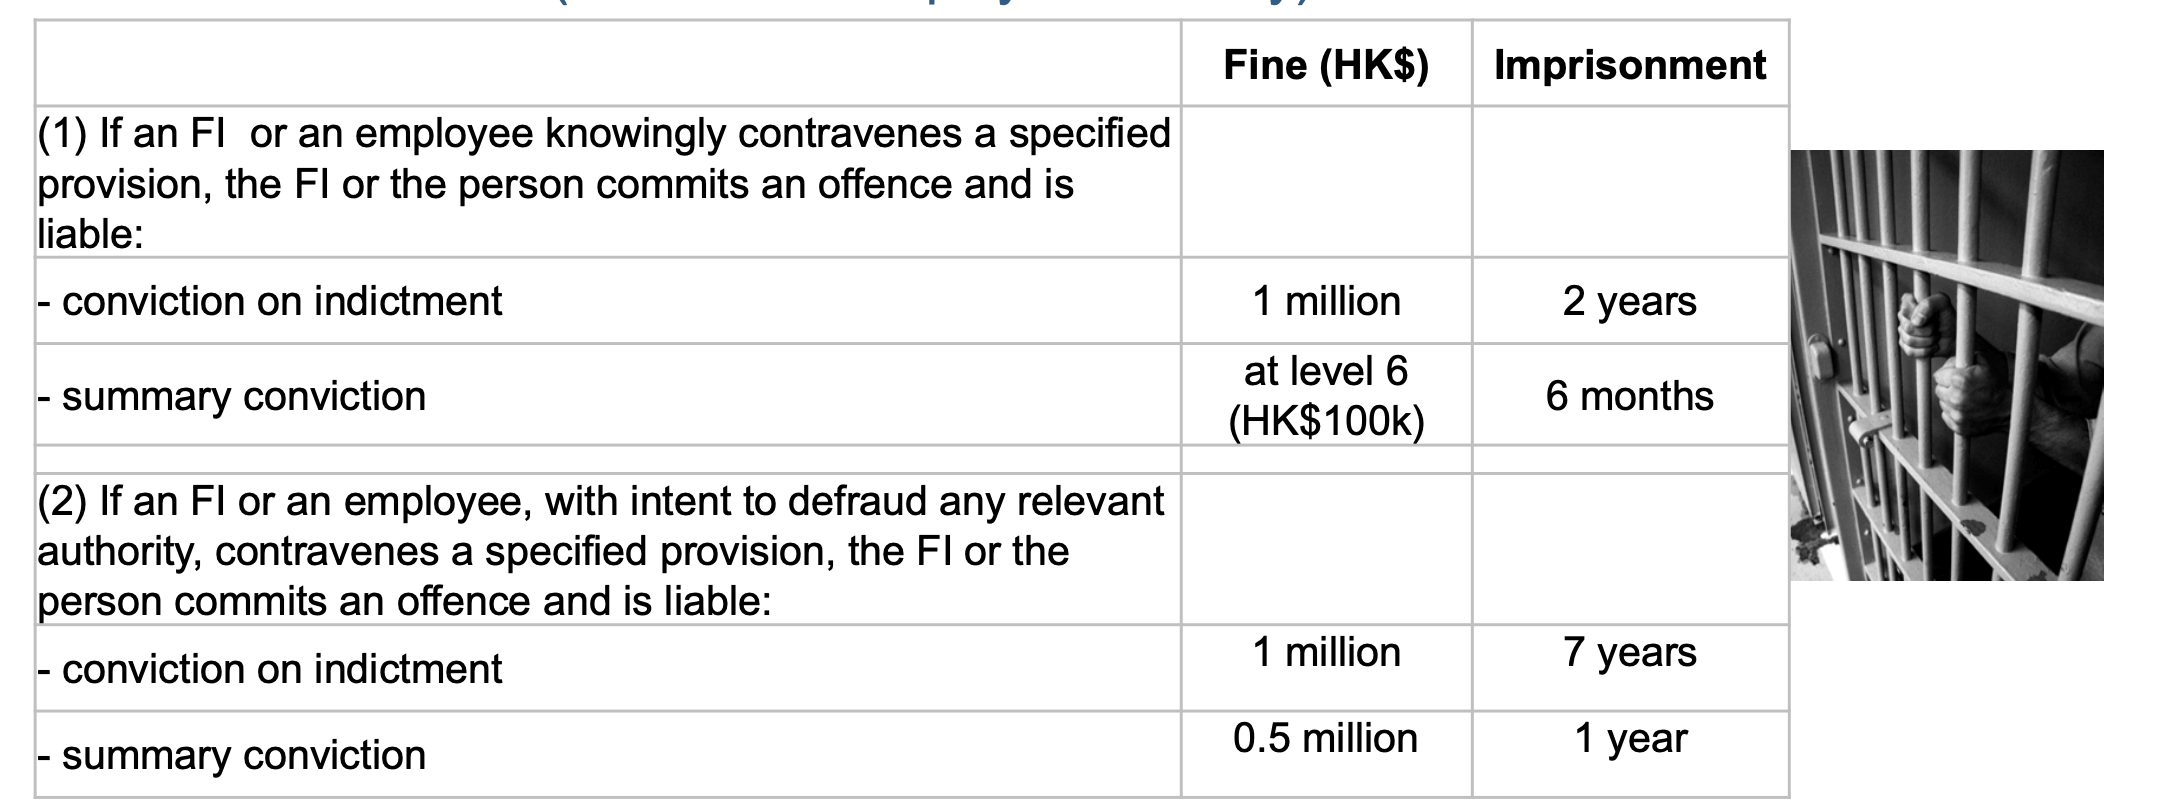 Fine (HK$) Imprisonment
(1) If an FI or an employee knowingly contravenes a specified
provision, the FI or the person commits an offence and is
liable:
- conviction on indictment 1 million 2 years
- summary conviction at level 6
(HK$100k) 6 months
(2) If an FI or an employee, with intent to defraud any relevant
authority, contravenes a specified provision, the FI or the
person commits an offence and is liable:
- conviction on indictment 1 million 7 years
- summary conviction 0.5 million 1 year